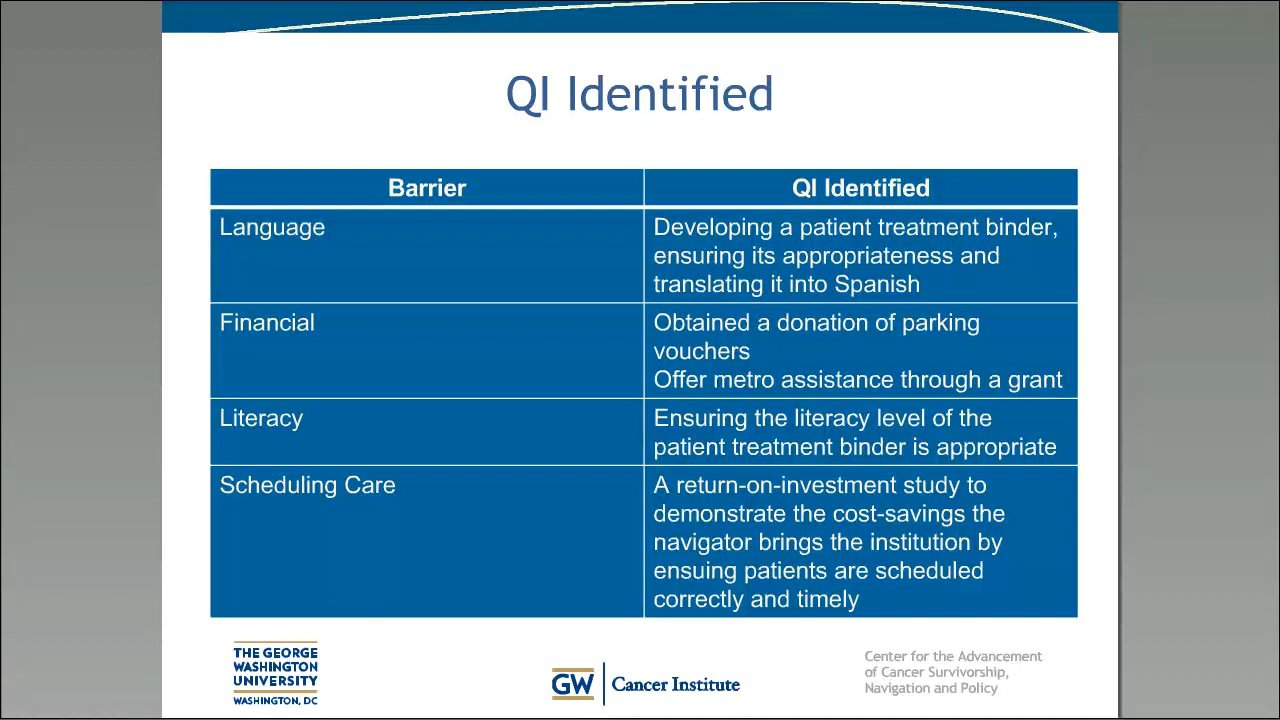 QI Identified
Barrier
QI Identified
Language
Developing a patient treatment binder,
ensuring its appropriateness and
translating it into Spanish
Financial
Obtained a donation of parking
vouchers
Offer metro assistance through a grant
Literacy
Ensuring the literacy level of the
patient treatment binder is appropriate
Scheduling Care
A return-on-investment study to
demonstrate the cost-savings the
navigator brings the institution by
ensuing patients are scheduled
correctly and timely
THE GEORGE
WASHINGTON
UNIVERSITY
WASHINGTON, DC
GW Cancer Institute
Center for the Advancement
of Cancer Survivorship,
Navigation and Policy